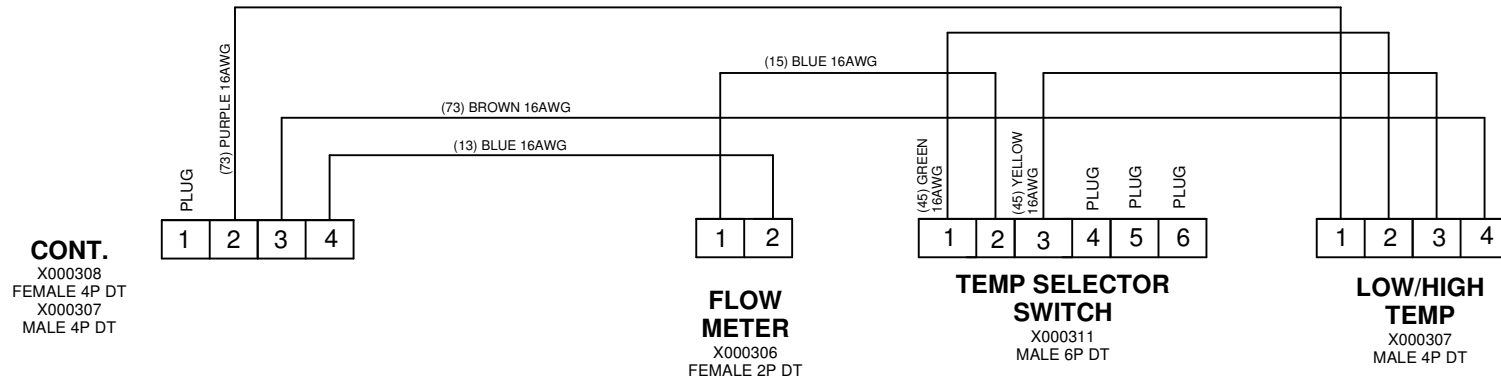 (15) BLUE 16AWG
(73) PURPLE 16AWG
(73) BROWN 16AWG
(13) BLUE 16AWG
PLUG
(45) GREEN
16AWG
(45) YELLOW
16AWG
PLUG
PLUG
PLUG
1 2 3 4
1 2
1 2 3 4 5 6
1 2 3 4
CONT.
X000308
FEMALE 4P DT
X000307
MALE 4P DT
FLOW
METER
X000306
FEMALE 2P DT
TEMP SELECTOR
SWITCH
X000311
MALE 6P DT
LOW/HIGH
TEMP
X000307
MALE 4P DT